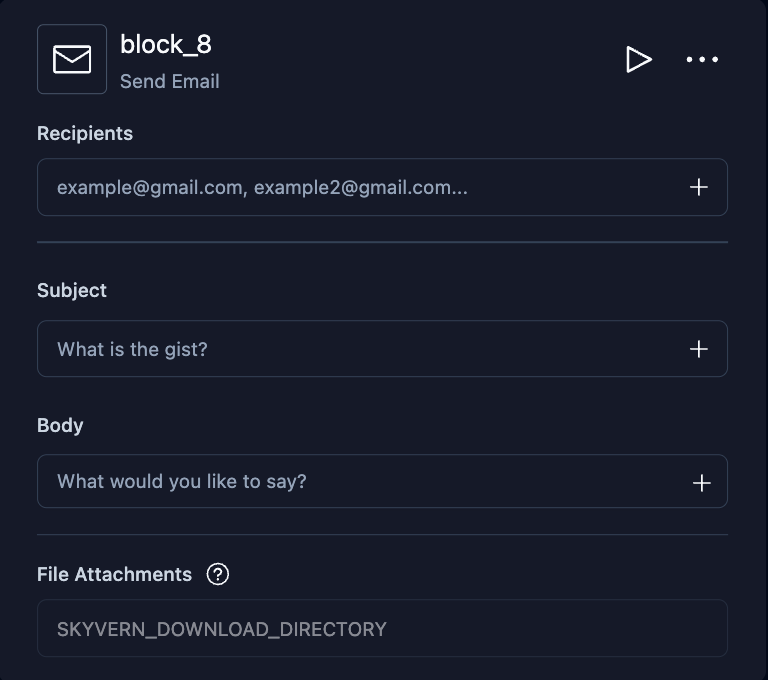 block_8
Send Email
Recipients
example@gmail.com, example2@gmail.com...
Subject
What is the gist?
Body
What would you like to say?
File Attachments
SKYVERN_DOWNLOAD_DIRECTORY